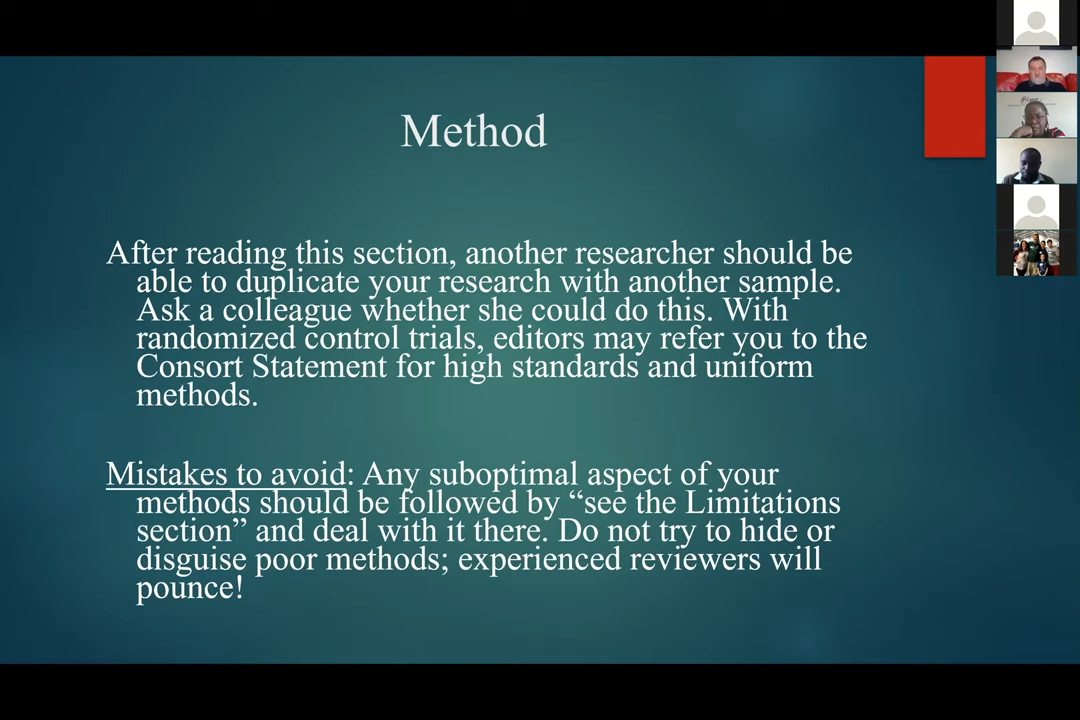 Method
After reading this section, another researcher should be
able to duplicate your research with another sample.
Ask a colleague whether she could do this. With
randomized control trials, editors may refer you to the
Consort Statement for high standards and uniform
methods.
Mistakes to avoid: Any suboptimal aspect of your
methods should be followed by “see the Limitations
section” and deal with it there. Do not try to hide or
disguise poor methods; experienced reviewers will
pounce!